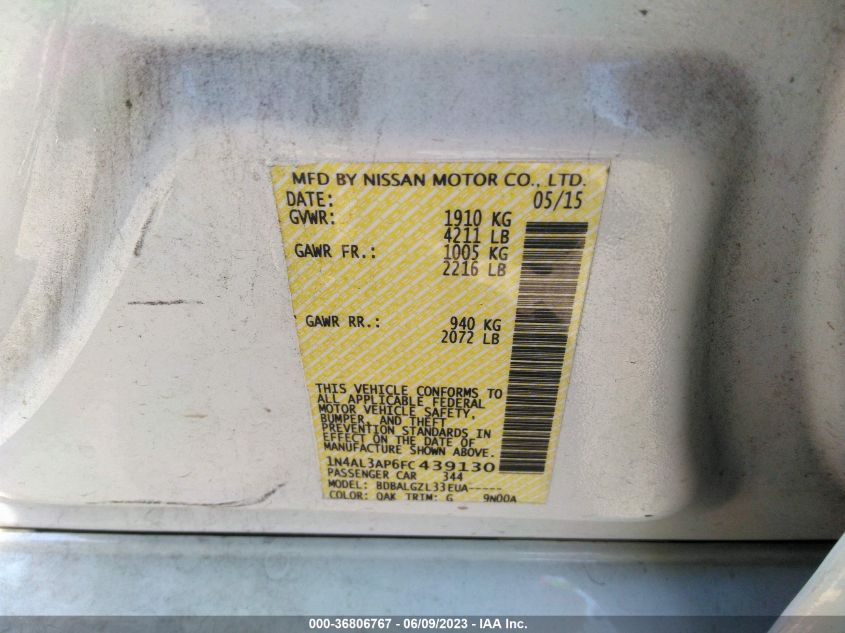 MFD BY NISSAN MOTOR CO., LTD.
DATE: 05/15
GVWR: 1910 KG
4211 LB
GAWR FR.: 1005 KG
2216 LB
GAWR RR.: 940 KG
2072 LB
THIS VEHICLE CONFORMS TO
ALL APPLICABLE FEDERAL
MOTOR VEHICLE SAFETY,
BUMPER, AND THEFT
PREVENTION STANDARDS IN
EFFECT ON THE DATE OF
MANUFACTURE SHOWN ABOVE.
1N4AL3AP6FC439130
PASSENGER CAR 344
MODEL: BDBALGZL33EUA-----
COLOR: QAK TRIM: G 9N00A
000-36806767 / 06/09/2023 - IAA Inc.